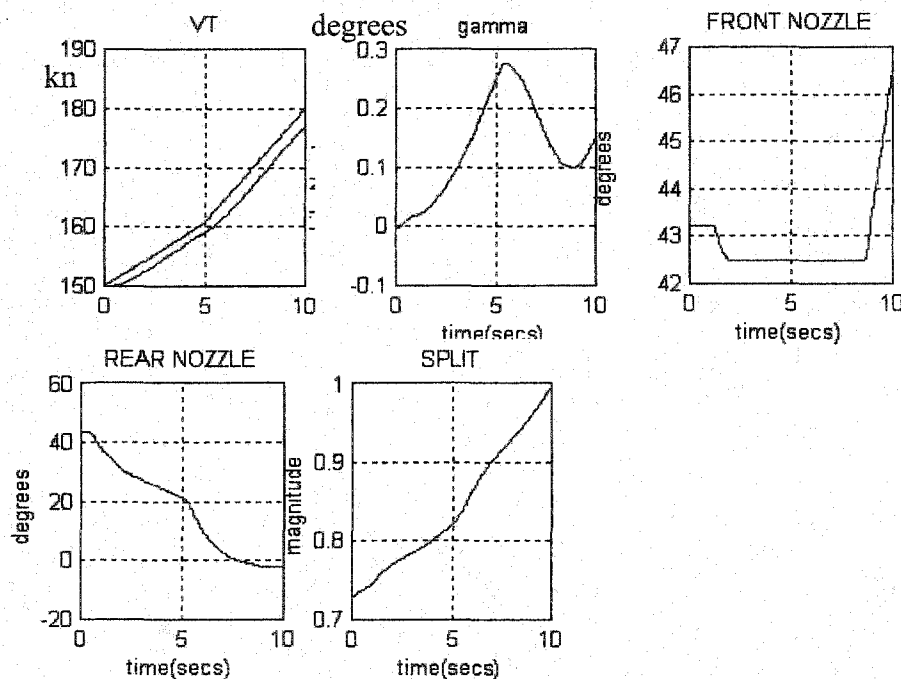 VT
kn
190
180
170
160
150
0
5
10
degrees
gamma
0.3
0.2
0.1
0
-0.1
0
5
10
time(secs)
FRONT NOZZLE
degrees
47
46
45
44
43
42
0
5
10
time(secs)
REAR NOZZLE
degrees
60
40
20
0
-20
0
5
10
time(secs)
SPLIT
magnitude
1
0.9
0.8
0.7
0
5
10
time(secs)